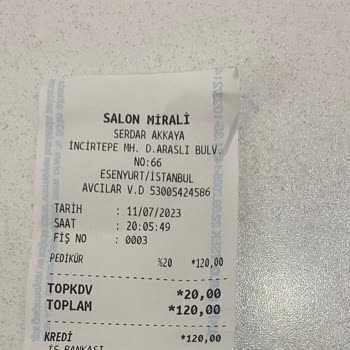 SALON MİRALİ
SERDAR AKKAYA
İNCİRTEPE MH. D.ARASLI BULV.
NO:66
ESENYURT/İSTANBUL
AVCILAR V.D 53005424586
TARİH : 11/07/2023
SAAT : 20:05:49
FİŞ NO : 0003
PEDİKÜR %20 *120,00
TOPKDV *20,00
TOPLAM *120,00
KREDİ *120,00
İŞ BANKASI